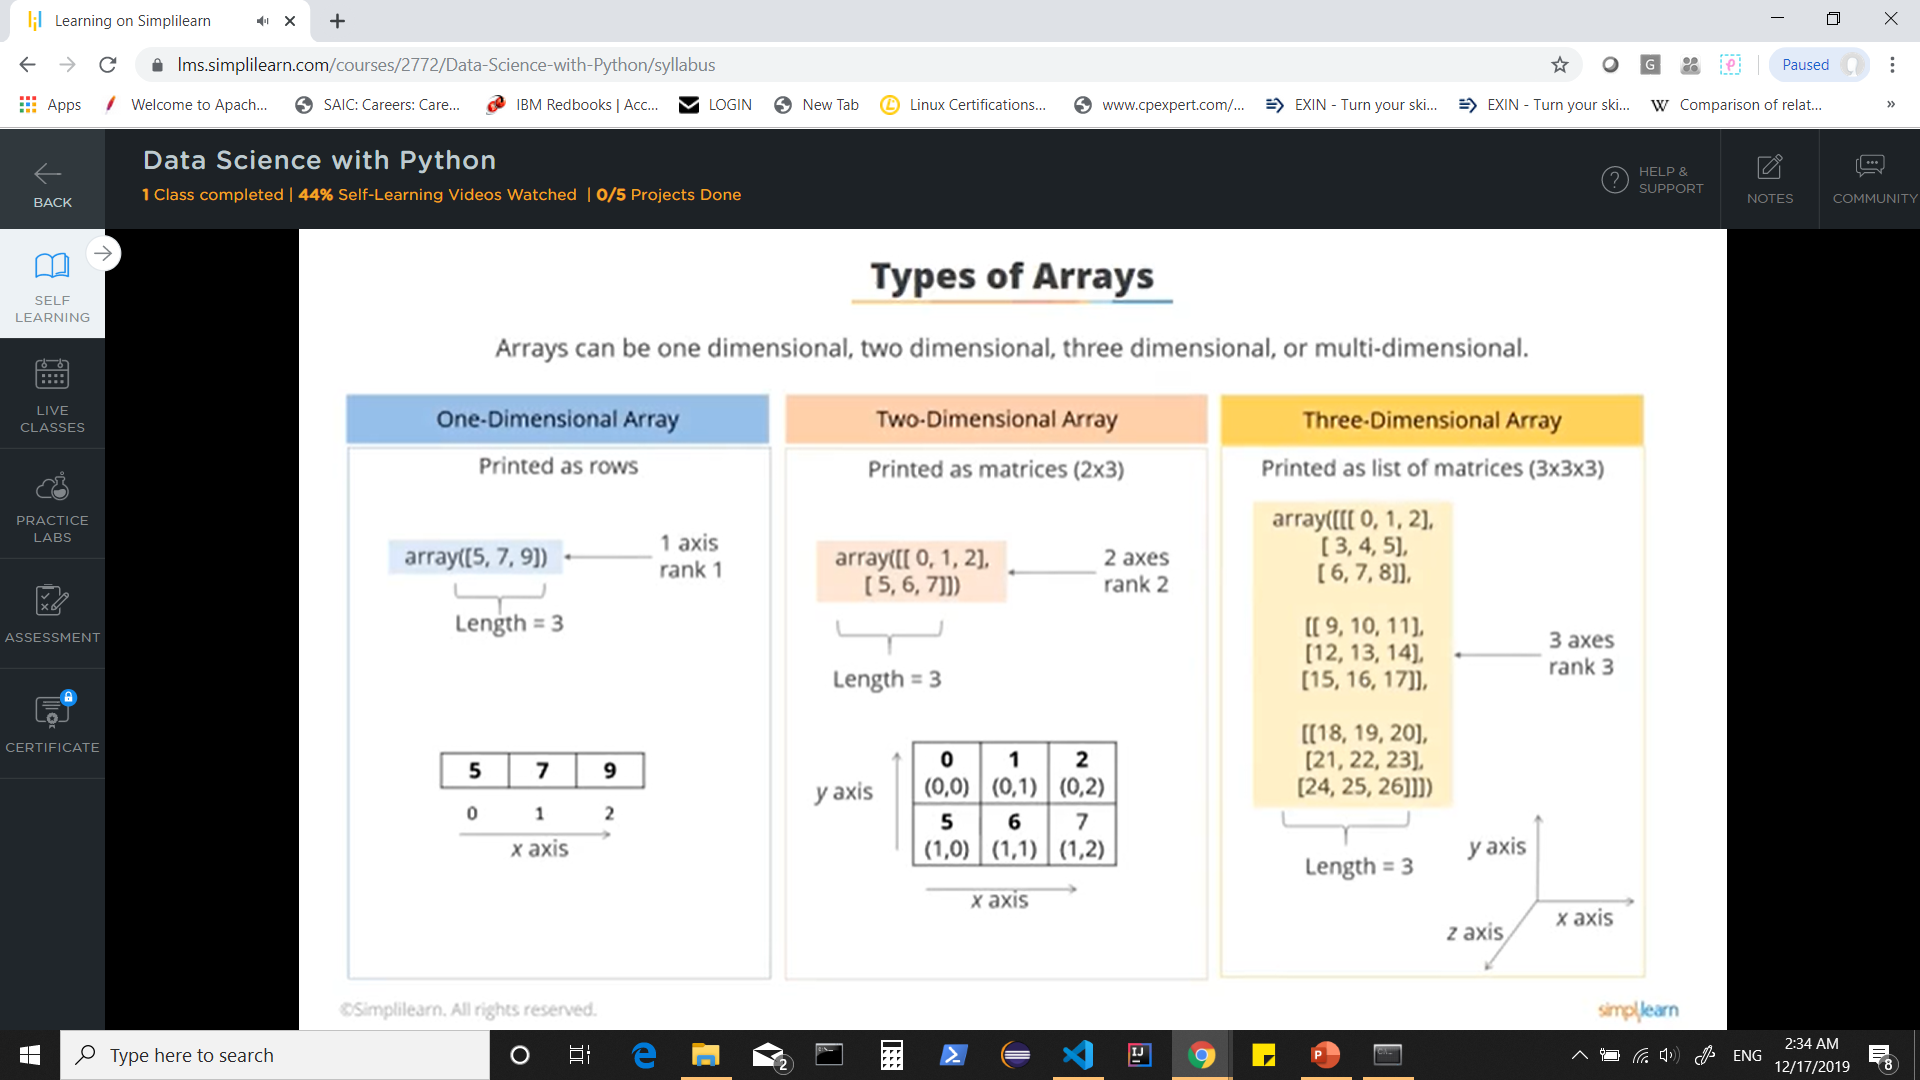 Learning on Simplilearn
lms.simplilearn.com/courses/2772/Data-Science-with-Python/syllabus
G
Paused
Apps
Welcome to Apach...
SAIC: Careers: Care...
IBM Redbooks | Acc...
LOGIN
New Tab
Linux Certifications...
www.cpexpert.com/...
EXIN - Turn your ski...
EXIN - Turn your ski...
W Comparison of relat...
»
BACK
Data Science with Python
1 Class completed | 44% Self-Learning Videos Watched | 0/5 Projects Done
? HELP &
SUPPORT
NOTES
COMMUNITY
SELF
LEARNING
LIVE
CLASSES
PRACTICE
LABS
ASSESSMENT
CERTIFICATE
Types of Arrays
Arrays can be one dimensional, two dimensional, three dimensional, or multi-dimensional.
One-Dimensional Array
Printed as rows
array([5, 7, 9])
1 axis
rank 1
Length = 3
5 7 9
0 1 2
x axis
Two-Dimensional Array
Printed as matrices (2x3)
array([[ 0, 1, 2],
[ 5, 6, 7]])
2 axes
rank 2
Length = 3
y axis
0 1 2
(0,0) (0,1) (0,2)
5 6 7
(1,0) (1,1) (1,2)
x axis
Three-Dimensional Array
Printed as list of matrices (3x3x3)
array([[[ 0, 1, 2],
[ 3, 4, 5],
[ 6, 7, 8]],
[[ 9, 10, 11],
[12, 13, 14],
[15, 16, 17]],
[[18, 19, 20],
[21, 22, 23],
[24, 25, 26]]])
3 axes
rank 3
Length = 3
y axis
x axis
z axis
©Simplilearn. All rights reserved.
simplilearn
Type here to search
2
ENG
2:34 AM
12/17/2019
8